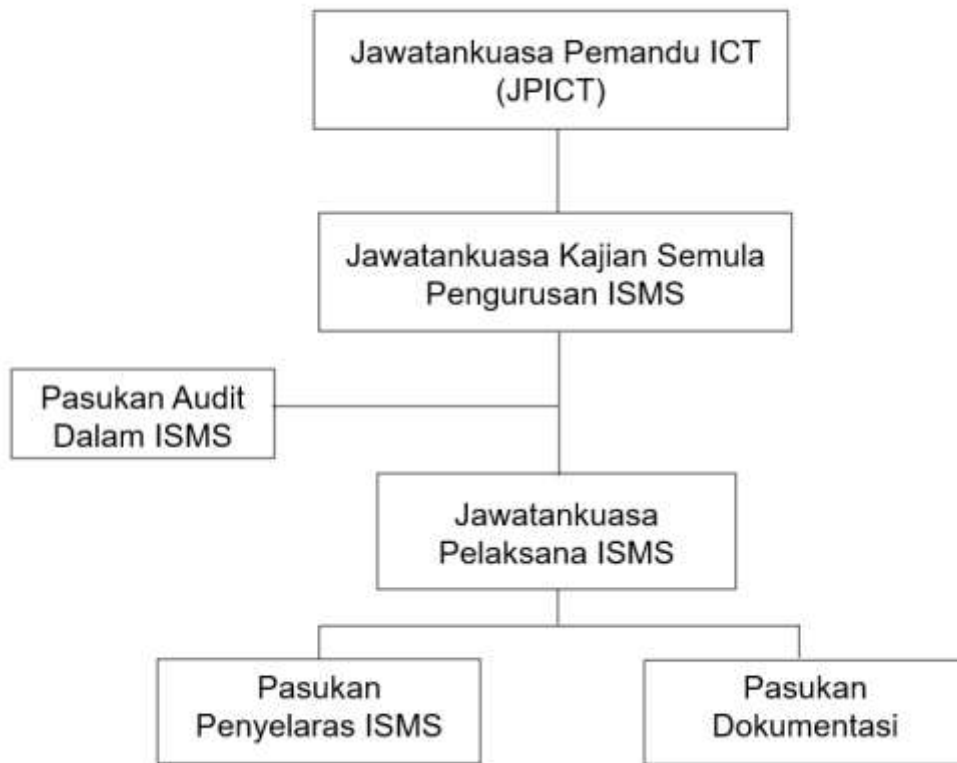 Jawatankuasa Pemandu ICT
(JPICT)
Jawatankuasa Kajian Semula
Pengurusan ISMS
Pasukan Audit
Dalam ISMS
Jawatankuasa
Pelaksana ISMS
Pasukan
Penyelaras ISMS
Pasukan
Dokumentasi